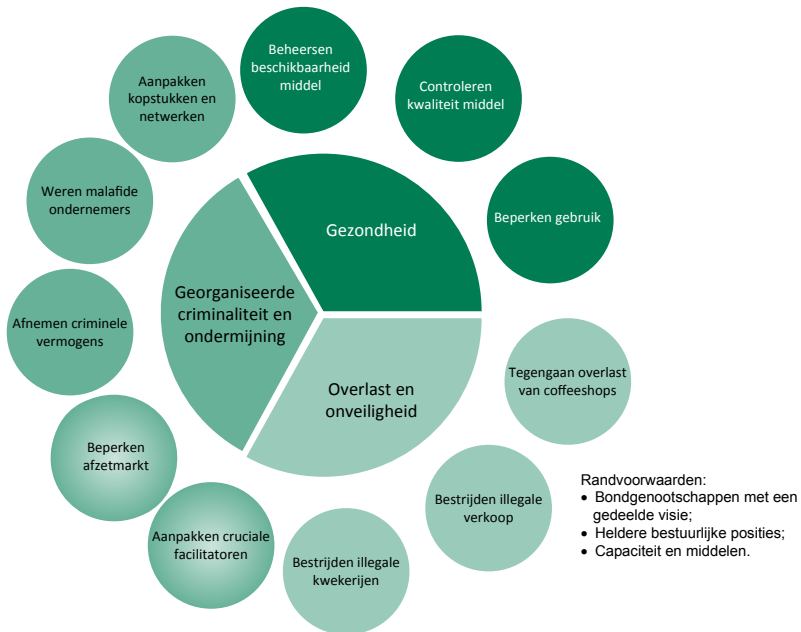 Beheersen
beschikbaarheid
middel
Controleren
kwaliteit middel
Aanpakken
kopstukken en
netwerken
Weren malafide
ondernemers
Beperken gebruik
Gezondheid
Georganiseerde
criminaliteit en
ondermijning
Afnemen criminele
vermogens
Overlast en
onveiligheid
Tegengaan overlast
van coffeeshops
Beperken
afzetmarkt
Bestrijden illegale
verkoop
Aanpakken cruciale
facilitatoren
Bestrijden illegale
kwekerijen
Randvoorwaarden:
• Bondgenootschappen met een
gedeelde visie;
• Heldere bestuurlijke posities;
• Capaciteit en middelen.